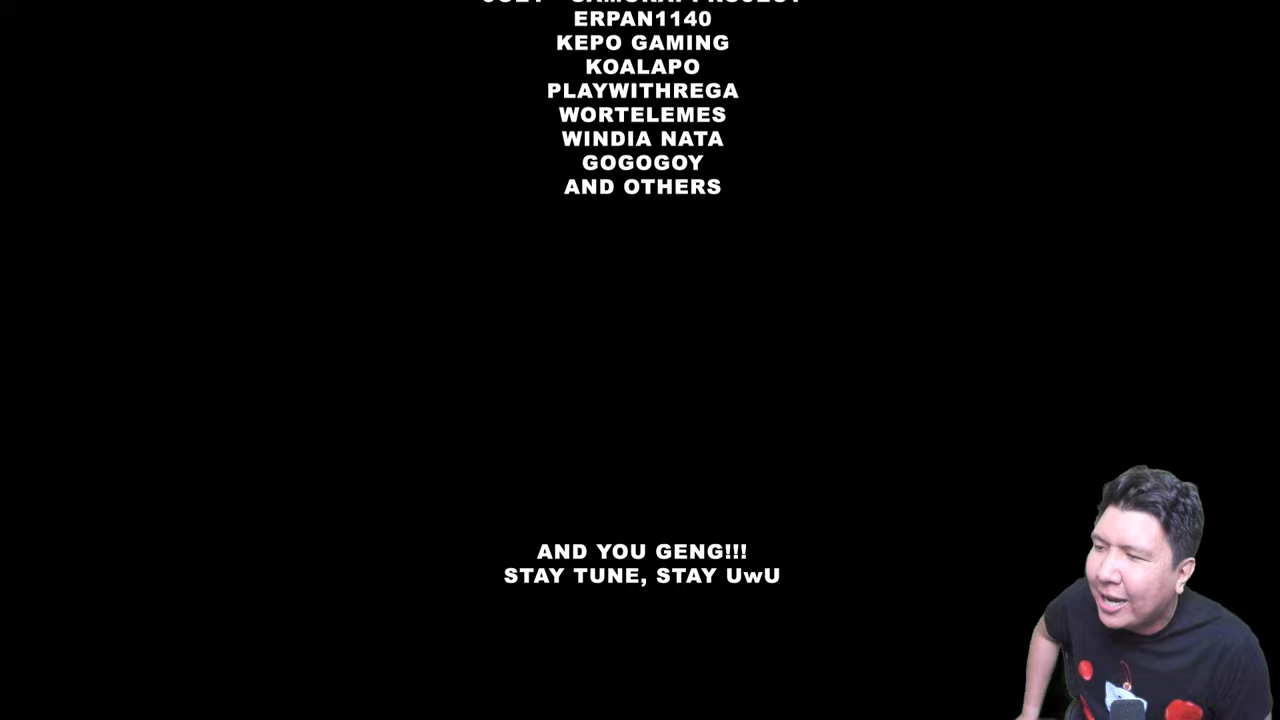 ERPAN1140
KEPO GAMING
KOALAPO
PLAYWITHREGA
WORTELEMES
WINDIA NATA
GOGOGOY
AND OTHERS
AND YOU GENG!!!
STAY TUNE, STAY UwU